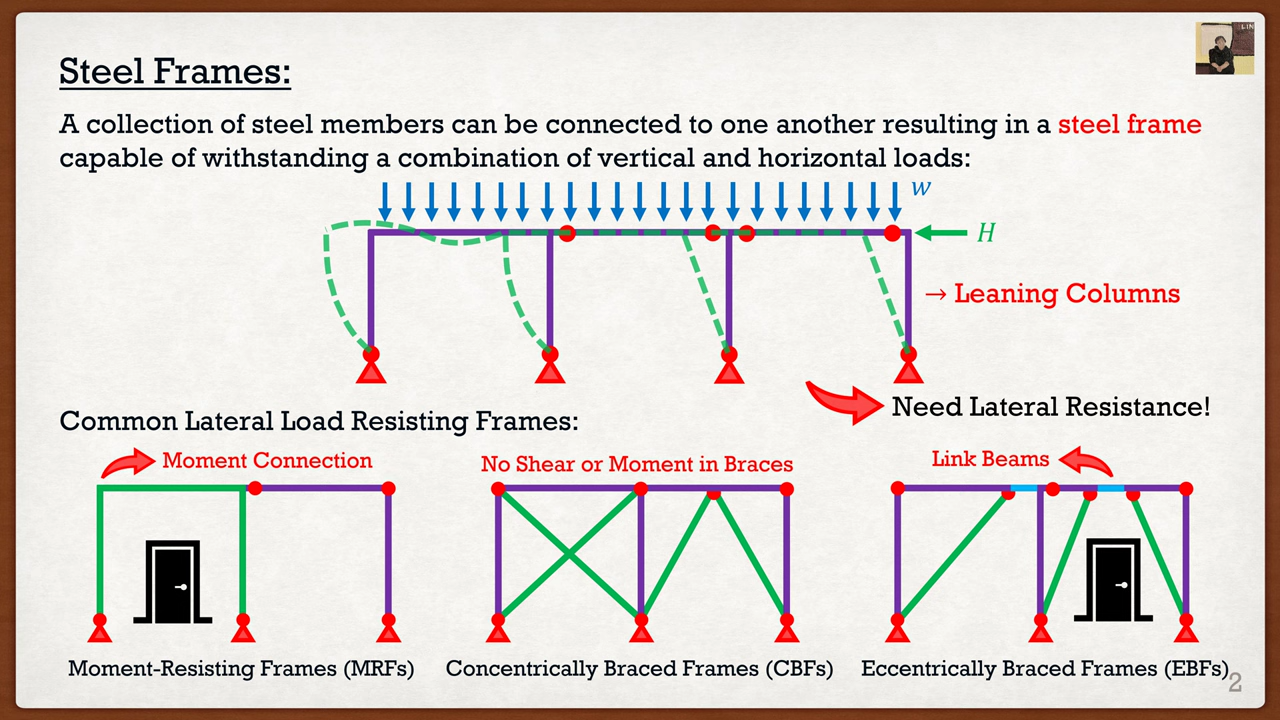 LIN
Steel Frames:
A collection of steel members can be connected to one another resulting in a steel frame
capable of withstanding a combination of vertical and horizontal loads:
w
H
→ Leaning Columns
Need Lateral Resistance!
Common Lateral Load Resisting Frames:
Moment Connection
No Shear or Moment in Braces
Link Beams
Moment-Resisting Frames (MRFs)
Concentrically Braced Frames (CBFs)
Eccentrically Braced Frames (EBFs)
2